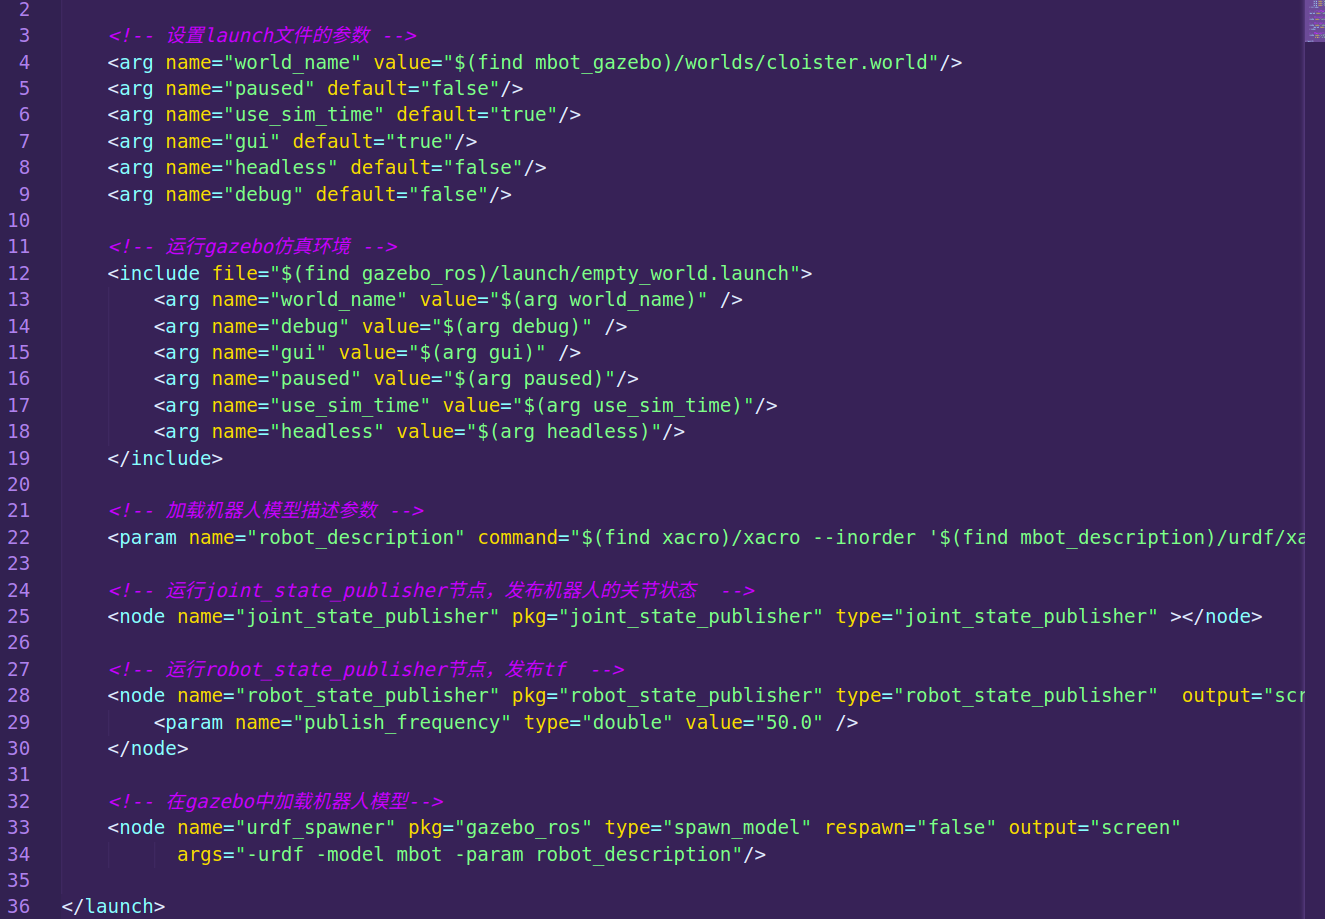 2
3 <!-- 设置launch文件的参数 -->
4 <arg name="world_name" value="$(find mbot_gazebo)/worlds/cloister.world"/>
5 <arg name="paused" default="false"/>
6 <arg name="use_sim_time" default="true"/>
7 <arg name="gui" default="true"/>
8 <arg name="headless" default="false"/>
9 <arg name="debug" default="false"/>
10
11 <!-- 运行gazebo仿真环境 -->
12 <include file="$(find gazebo_ros)/launch/empty_world.launch">
13 <arg name="world_name" value="$(arg world_name)" />
14 <arg name="debug" value="$(arg debug)" />
15 <arg name="gui" value="$(arg gui)" />
16 <arg name="paused" value="$(arg paused)"/>
17 <arg name="use_sim_time" value="$(arg use_sim_time)"/>
18 <arg name="headless" value="$(arg headless)"/>
19 </include>
20
21 <!-- 加载机器人模型描述参数 -->
22 <param name="robot_description" command="$(find xacro)/xacro --inorder '$(find mbot_description)/urdf/xa
23
24 <!-- 运行joint_state_publisher节点，发布机器人的关节状态  -->
25 <node name="joint_state_publisher" pkg="joint_state_publisher" type="joint_state_publisher" ></node>
26
27 <!-- 运行robot_state_publisher节点，发布tf  -->
28 <node name="robot_state_publisher" pkg="robot_state_publisher" type="robot_state_publisher"  output="scr
29 <param name="publish_frequency" type="double" value="50.0" />
30 </node>
31
32 <!-- 在gazebo中加载机器人模型-->
33 <node name="urdf_spawner" pkg="gazebo_ros" type="spawn_model" respawn="false" output="screen"
34 args="-urdf -model mbot -param robot_description"/>
35
36 </launch>